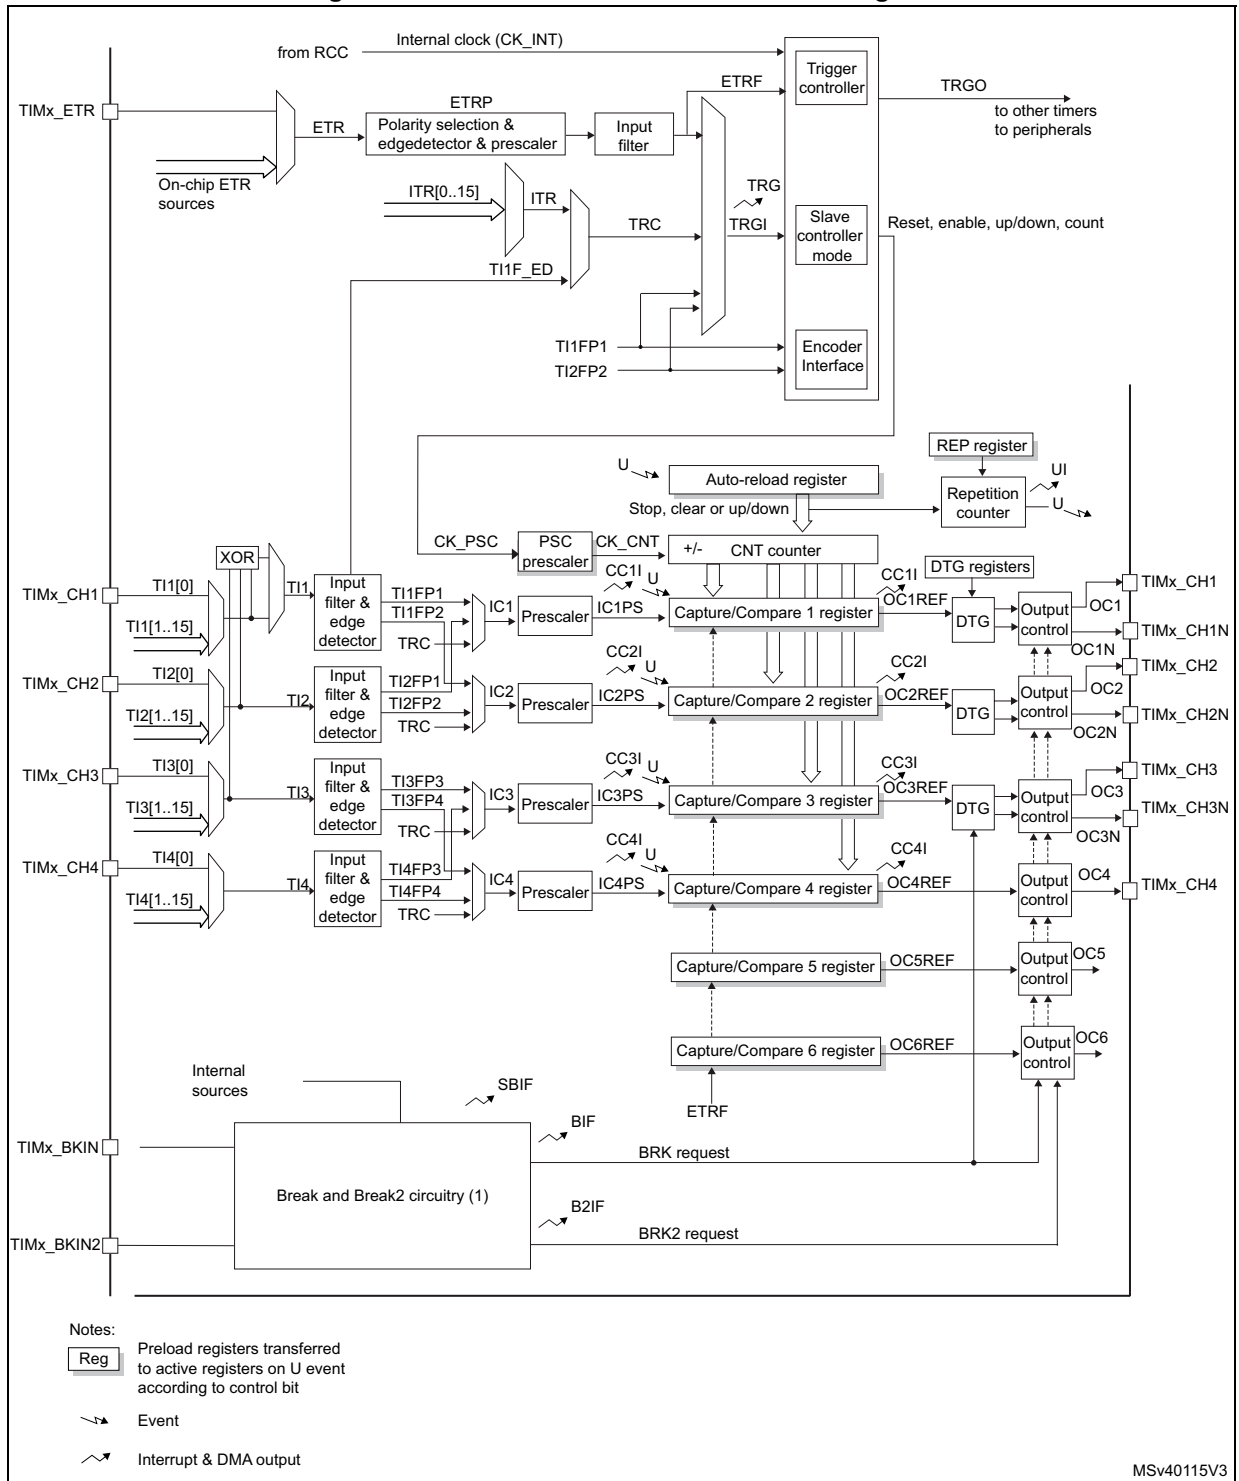 Internal clock (CK_INT)
from RCC
Trigger
controller
ETRF
TRGO
to other timers
to peripherals
TIMx_ETR
ETRP
ETR
Polarity selection &
edgedetector & prescaler
Input
filter
On-chip ETR
sources
ITR[0..15]
ITR
TRG
TRC
TRGI
Slave
controller
mode
Reset, enable, up/down, count
TI1F_ED
TI1FP1
TI2FP2
Encoder
Interface
REP register
U
Auto-reload register
UI
Repetition
counter
U
Stop, clear or up/down
CK_PSC
PSC
prescaler
CK_CNT
+/-
CNT counter
XOR
DTG registers
TIMx_CH1
TI1[0]
TI1[1..15]
TI1
Input
filter &
edge
detector
TI1FP1
TI1FP2
TRC
IC1
Prescaler
IC1PS
CC1I
U
Capture/Compare 1 register
CC1I
OC1REF
DTG
Output
control
OC1
OC1N
TIMx_CH1
TIMx_CH1N
TIMx_CH2
TI2[0]
TI2[1..15]
TI2
Input
filter &
edge
detector
TI2FP1
TI2FP2
TRC
IC2
Prescaler
IC2PS
CC2I
U
Capture/Compare 2 register
CC2I
OC2REF
DTG
Output
control
OC2
OC2N
TIMx_CH2
TIMx_CH2N
TIMx_CH3
TI3[0]
TI3[1..15]
TI3
Input
filter &
edge
detector
TI3FP3
TI3FP4
TRC
IC3
Prescaler
IC3PS
CC3I
U
Capture/Compare 3 register
CC3I
OC3REF
DTG
Output
control
OC3
OC3N
TIMx_CH3
TIMx_CH3N
TIMx_CH4
TI4[0]
TI4[1..15]
TI4
Input
filter &
edge
detector
TI4FP3
TI4FP4
TRC
IC4
Prescaler
IC4PS
CC4I
U
Capture/Compare 4 register
CC4I
OC4REF
Output
control
OC4
TIMx_CH4
Capture/Compare 5 register
OC5REF
Output
control
OC5
Capture/Compare 6 register
OC6REF
Output
control
OC6
ETRF
Internal
sources
SBIF
TIMx_BKIN
BIF
BRK request
Break and Break2 circuitry (1)
B2IF
BRK2 request
TIMx_BKIN2
Notes:
Reg
Preload registers transferred
to active registers on U event
according to control bit
Event
Interrupt & DMA output
MSv40115V3